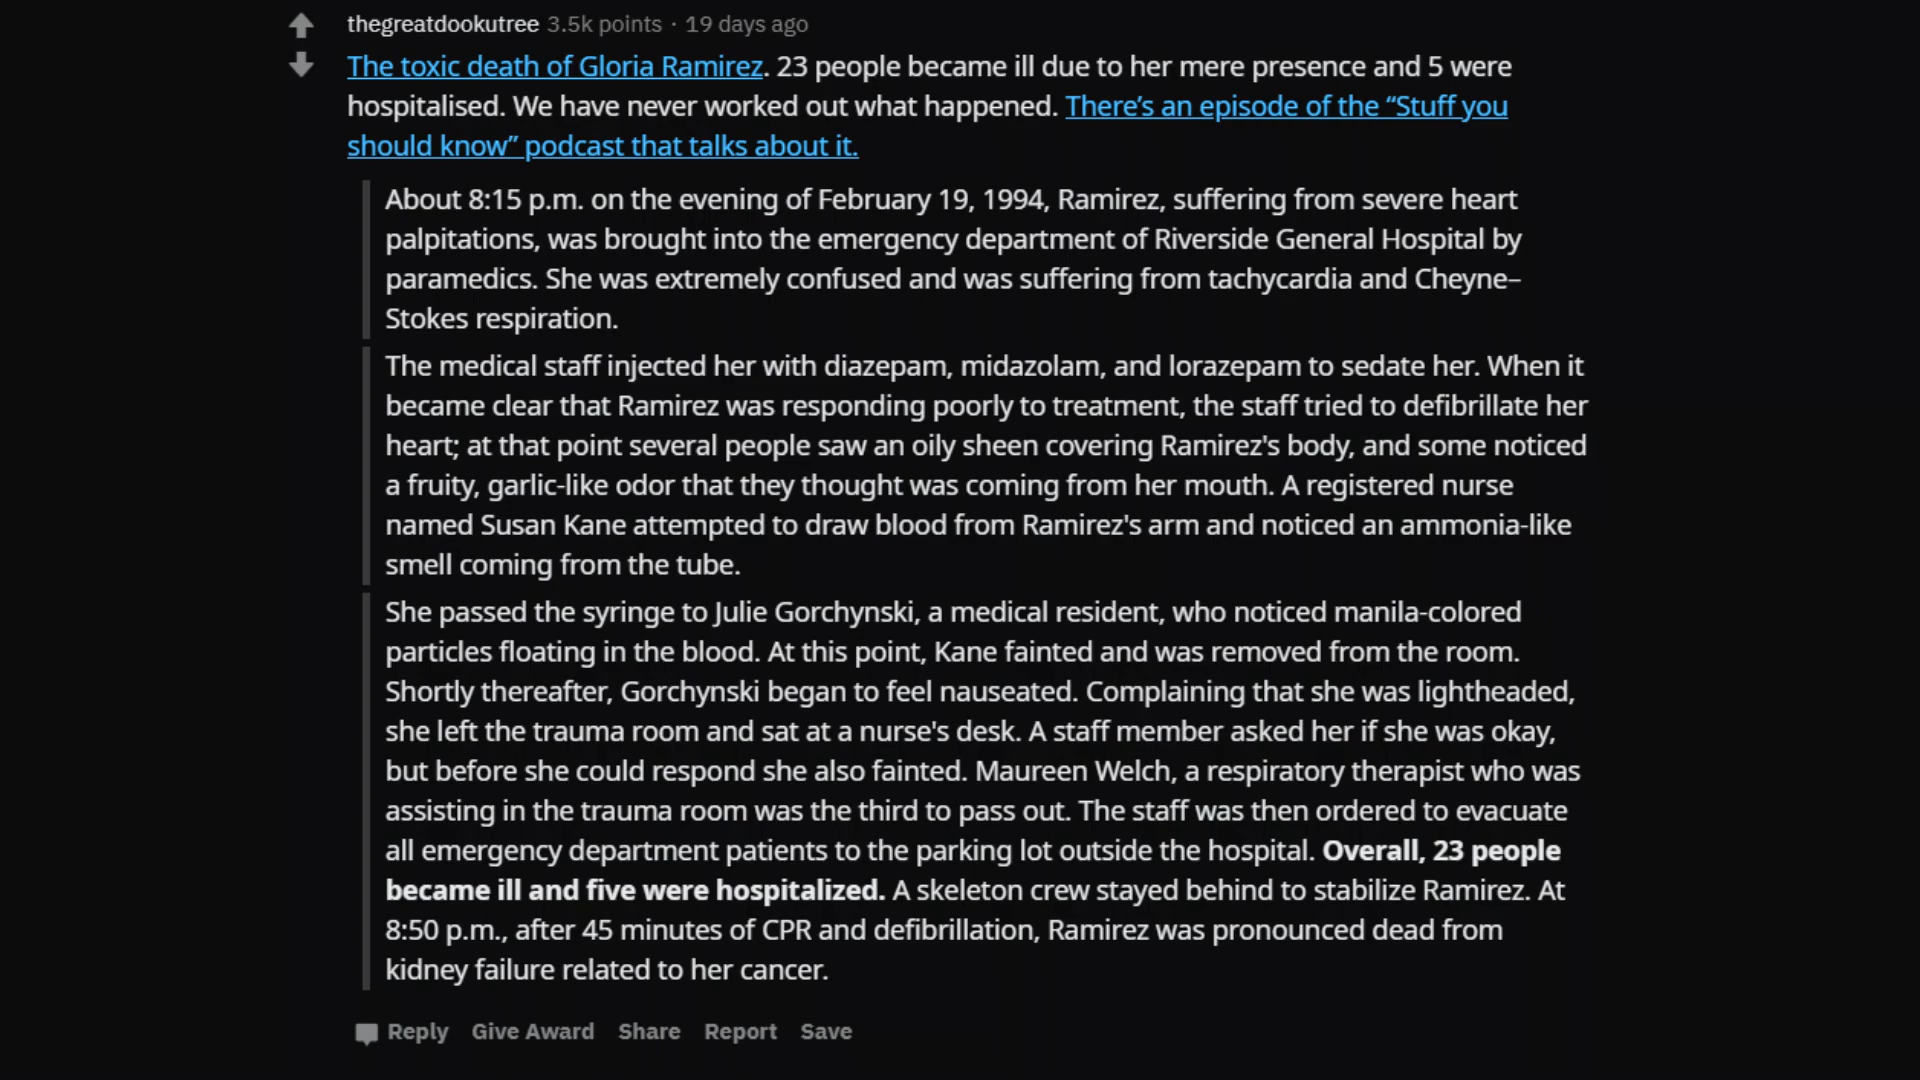 thegreatdookutree 3.5k points · 19 days ago
The toxic death of Gloria Ramirez. 23 people became ill due to her mere presence and 5 were
hospitalised. We have never worked out what happened. There’s an episode of the “Stuff you
should know” podcast that talks about it.
About 8:15 p.m. on the evening of February 19, 1994, Ramirez, suffering from severe heart
palpitations, was brought into the emergency department of Riverside General Hospital by
paramedics. She was extremely confused and was suffering from tachycardia and Cheyne–
Stokes respiration.
The medical staff injected her with diazepam, midazolam, and lorazepam to sedate her. When it
became clear that Ramirez was responding poorly to treatment, the staff tried to defibrillate her
heart; at that point several people saw an oily sheen covering Ramirez's body, and some noticed
a fruity, garlic-like odor that they thought was coming from her mouth. A registered nurse
named Susan Kane attempted to draw blood from Ramirez's arm and noticed an ammonia-like
smell coming from the tube.
She passed the syringe to Julie Gorchynski, a medical resident, who noticed manila-colored
particles floating in the blood. At this point, Kane fainted and was removed from the room.
Shortly thereafter, Gorchynski began to feel nauseated. Complaining that she was lightheaded,
she left the trauma room and sat at a nurse's desk. A staff member asked her if she was okay,
but before she could respond she also fainted. Maureen Welch, a respiratory therapist who was
assisting in the trauma room was the third to pass out. The staff was then ordered to evacuate
all emergency department patients to the parking lot outside the hospital. Overall, 23 people
became ill and five were hospitalized. A skeleton crew stayed behind to stabilize Ramirez. At
8:50 p.m., after 45 minutes of CPR and defibrillation, Ramirez was pronounced dead from
kidney failure related to her cancer.
Reply Give Award Share Report Save